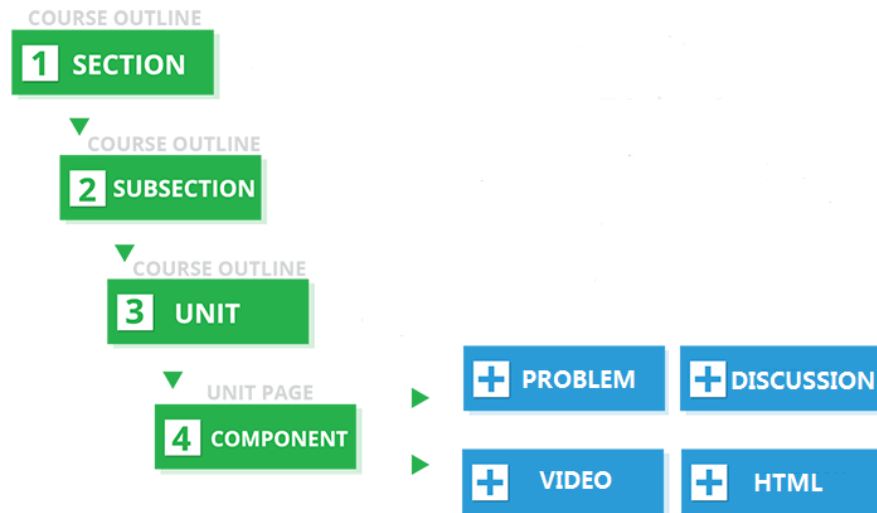 COURSE OUTLINE
1 SECTION
COURSE OUTLINE
2 SUBSECTION
COURSE OUTLINE
3 UNIT
UNIT PAGE
4 COMPONENT
PROBLEM
DISCUSSION
VIDEO
HTML